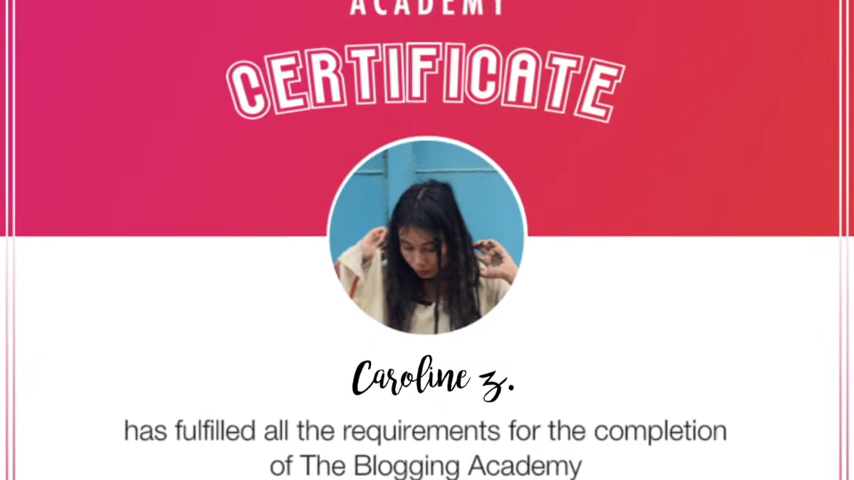 ACADEMY
CERTIFICATE
Caroline z.
has fulfilled all the requirements for the completion
of The Blogging Academy